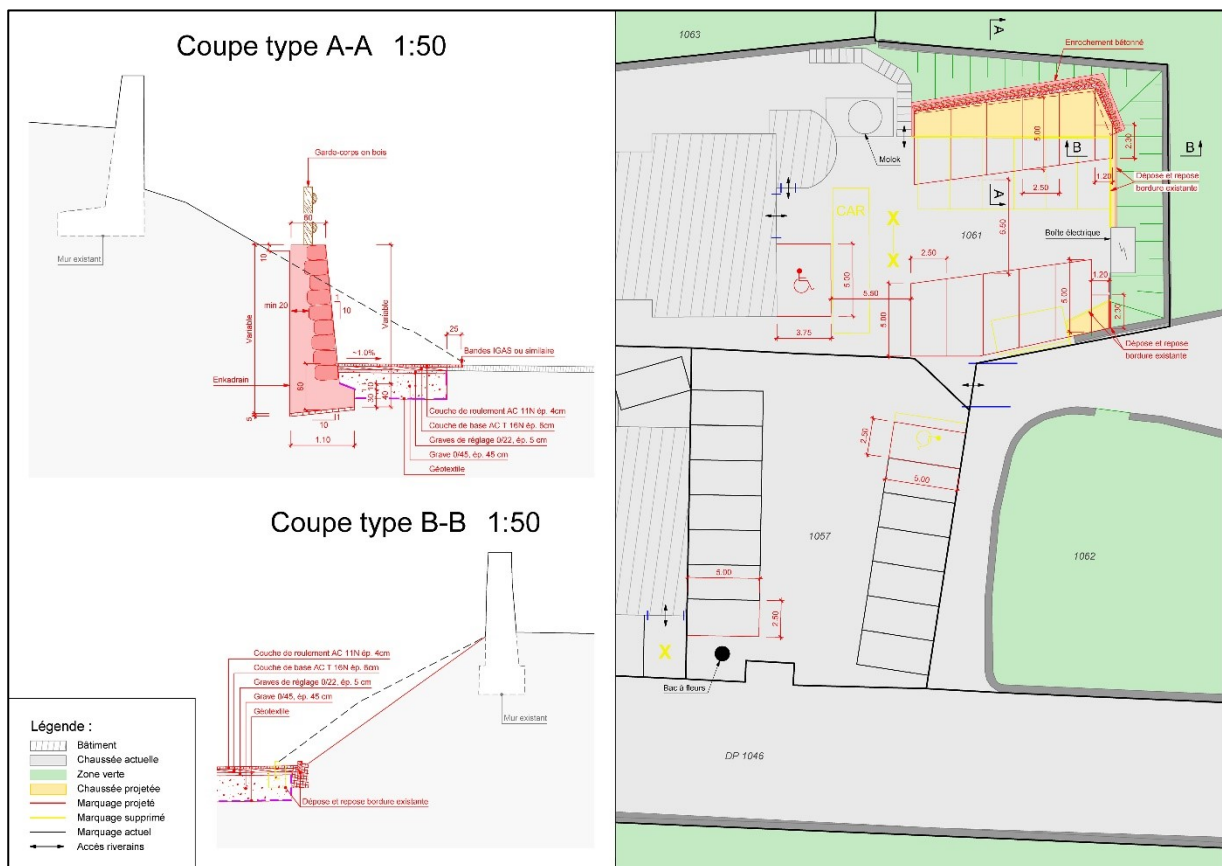 Coupe type A-A 1:50
Garde-corps en bois
60
Mur existant
10
min 20
10
1
Variable
Variable
25
~1.0%
Bandes IGAS ou similaire
Enkadrain
60
10
30
40
5
10
1
1.10
Couche de roulement AC 11N ép. 4cm
Couche de base AC T 16N ép. 8cm
Graves de réglage 0/22, ép. 5 cm
Grave 0/45, ép. 45 cm
Géotextile
Coupe type B-B 1:50
Couche de roulement AC 11N ép. 4cm
Couche de base AC T 16N ép. 8cm
Graves de réglage 0/22, ép. 5 cm
Grave 0/45, ép. 45 cm
Géotextile
Mur existant
Dépose et repose bordure existante
Légende :
Bâtiment
Chaussée actuelle
Zone verte
Chaussée projetée
Marquage projeté
Marquage supprimé
Marquage actuel
Accès riverains
1063
A
Enrochement bétonné
Molok
5.00
2.30
B
B
1.20
Dépose et repose
bordure existante
A
2.50
CAR
X
X
1061
6.50
Boîte électrique
2.50
1.20
5.00
5.50
5.00
5.00
2.30
3.75
Dépose et repose
bordure existante
2.50
5.00
1057
1062
5.00
2.50
X
Bac à fleurs
DP 1046